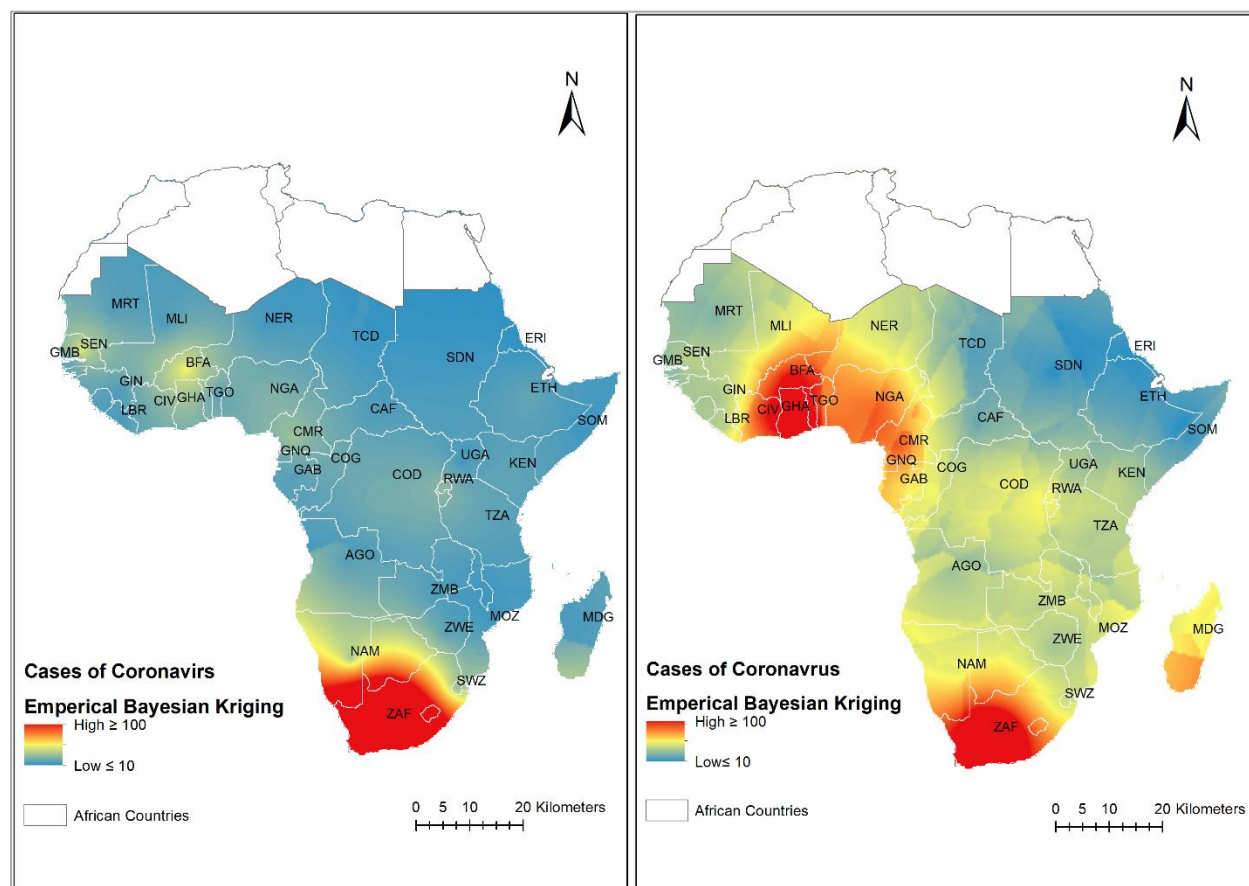 N
MRT
MLI
NER
TCD
SDN
ERI
SEN
GMB
BFA
ETH
GIN
NGA
LBR
CIV
GHA
TGO
CAF
SOM
CMR
GNQ
COG
UGA
KEN
GAB
COD
RWA
TZA
AGO
ZMB
MDG
MOZ
ZWE
NAM
SWZ
ZAF
Cases of Coronavirs
Emperical Bayesian Kriging
High ≥ 100
Low ≤ 10
African Countries
0 5 10 20 Kilometers
N
MRT
MLI
NER
TCD
SDN
ERI
SEN
GMB
BFA
ETH
GIN
NGA
LBR
CIV
GHA
TGO
CAF
SOM
CMR
GNQ
COG
UGA
KEN
GAB
COD
RWA
TZA
AGO
ZMB
MDG
MOZ
ZWE
NAM
SWZ
ZAF
Cases of Coronavrus
Emperical Bayesian Kriging
High ≥ 100
Low≤ 10
African Countries
0 5 10 20 Kilometers